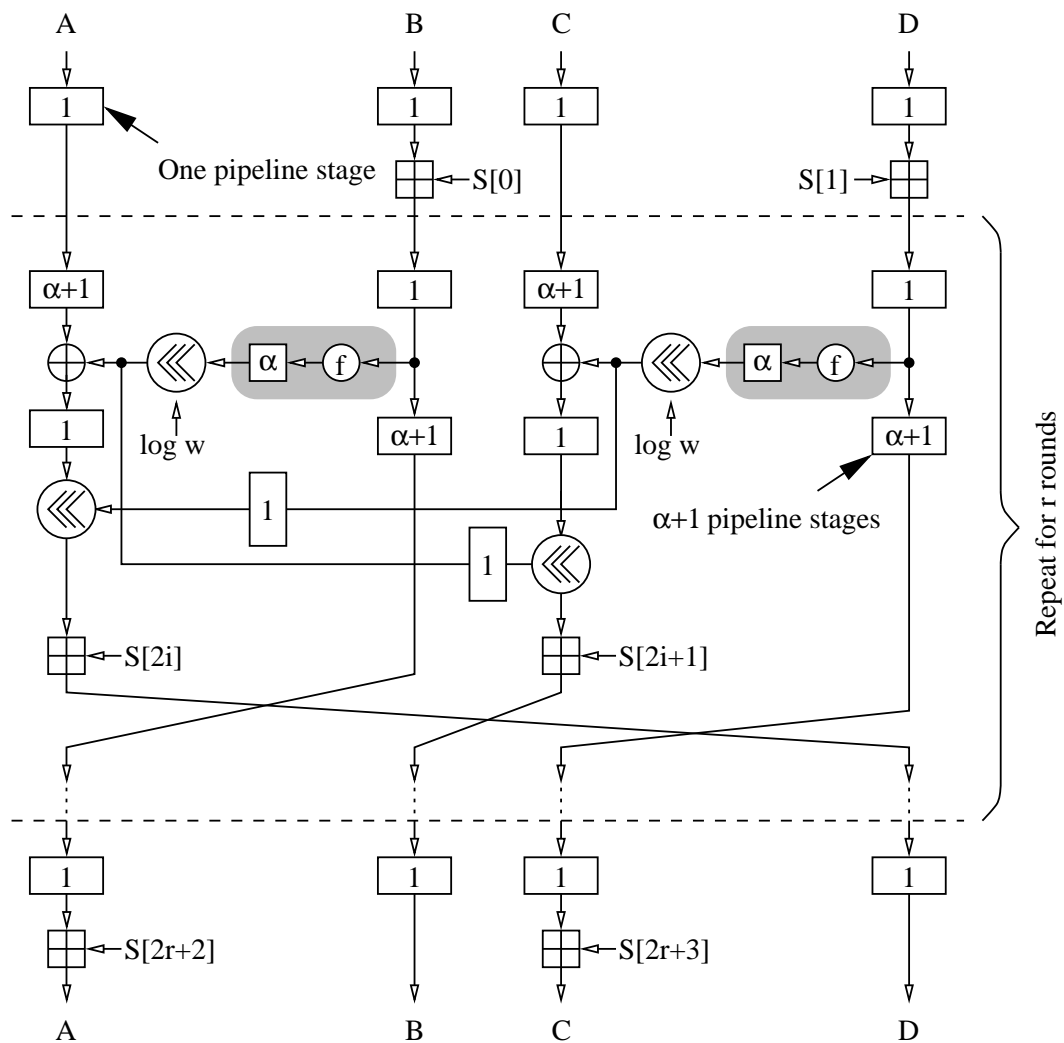 A B C D
1 1 1 1
One pipeline stage
S[0] S[1]
α+1 1 α+1 1
α f α f
1 log w α+1 1 log w α+1
1 α+1 pipeline stages
1
S[2i] S[2i+1]
Repeat for r rounds
1 1 1 1
S[2r+2] S[2r+3]
A B C D